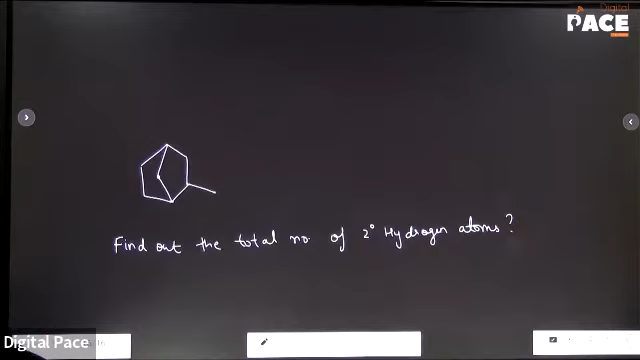 Digital
PACE
Find out the total no. of 2° Hydrogen atoms?
Digital Pace